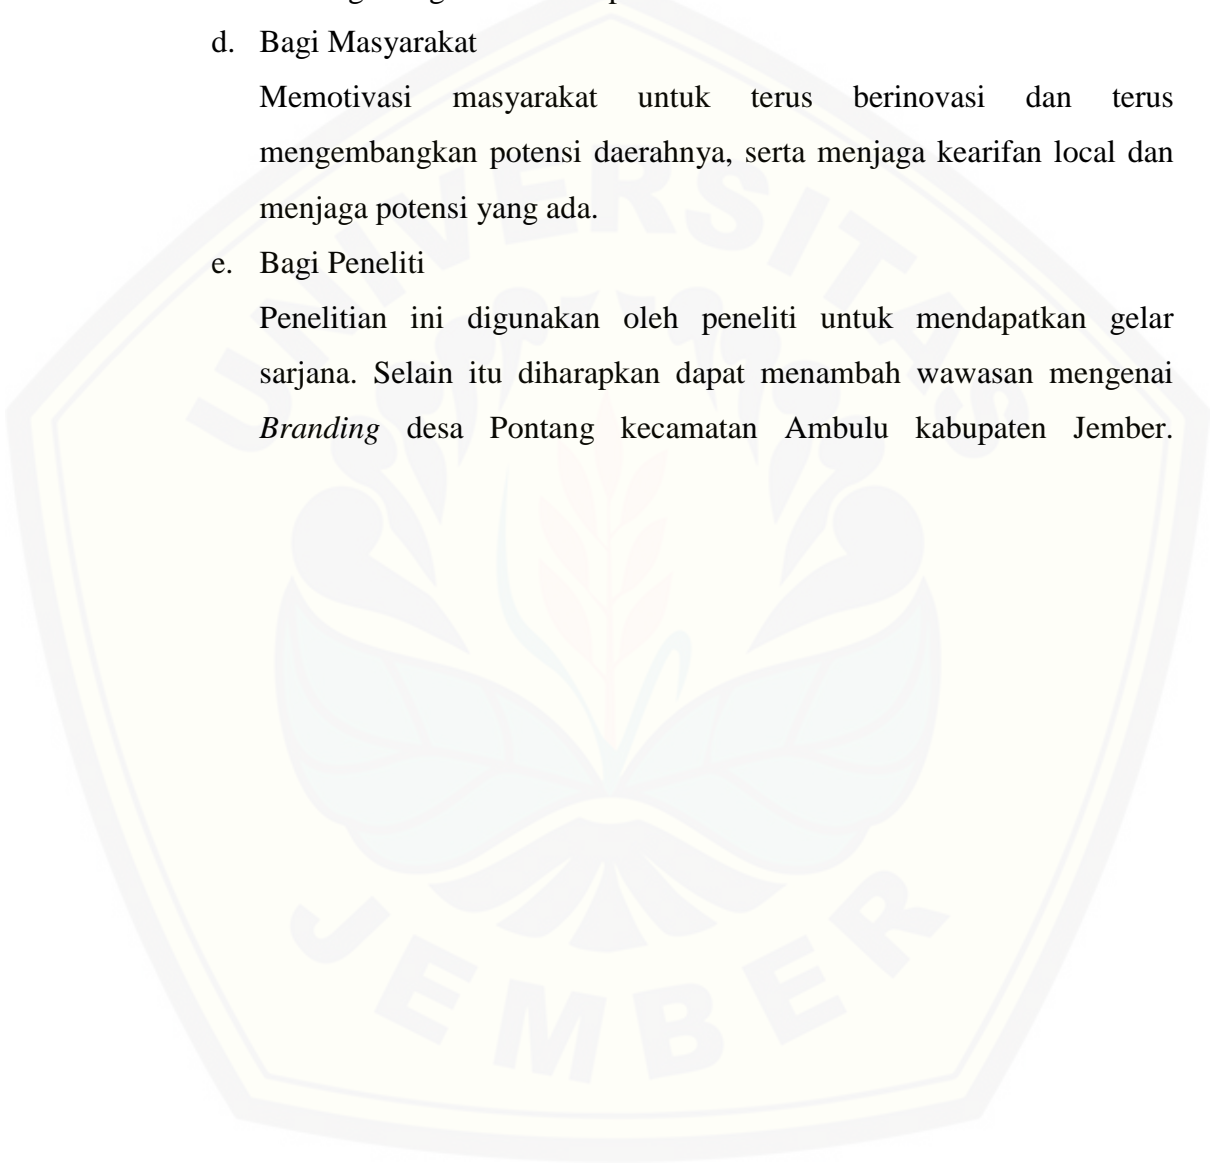 d. Bagi Masyarakat
Memotivasi masyarakat untuk terus berinovasi dan terus
mengembangkan potensi daerahnya, serta menjaga kearifan local dan
menjaga potensi yang ada.
e. Bagi Peneliti
Penelitian ini digunakan oleh peneliti untuk mendapatkan gelar
sarjana. Selain itu diharapkan dapat menambah wawasan mengenai
Branding desa Pontang kecamatan Ambulu kabupaten Jember.
UNIVERSITAS
JEMBER